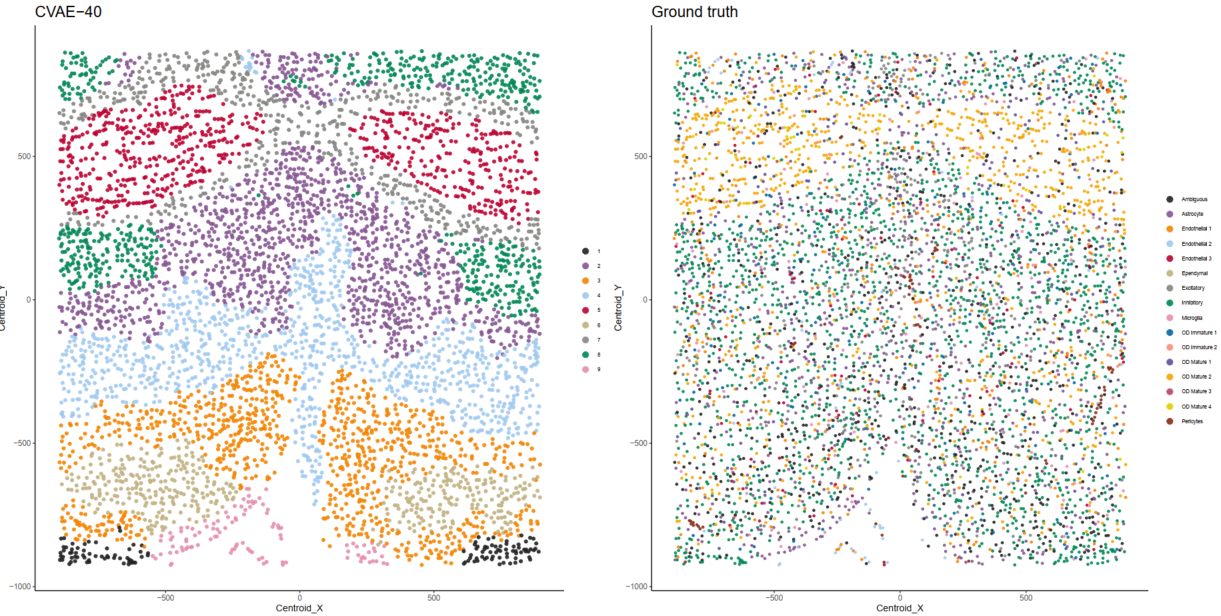 CVAE−40
Ground truth
500
0
−500
−1000
Centroid_Y
−500
0
500
Centroid_X
1
2
3
4
5
6
7
8
9
500
0
−500
−1000
Centroid_Y
−500
0
500
Centroid_X
Ambiguous
Astrocyte
Endothelial 1
Endothelial 2
Endothelial 3
Ependymal
Excitatory
Inhibitory
Microglia
OD Immature 1
OD Immature 2
OD Mature 1
OD Mature 2
OD Mature 3
OD Mature 4
Pericytes